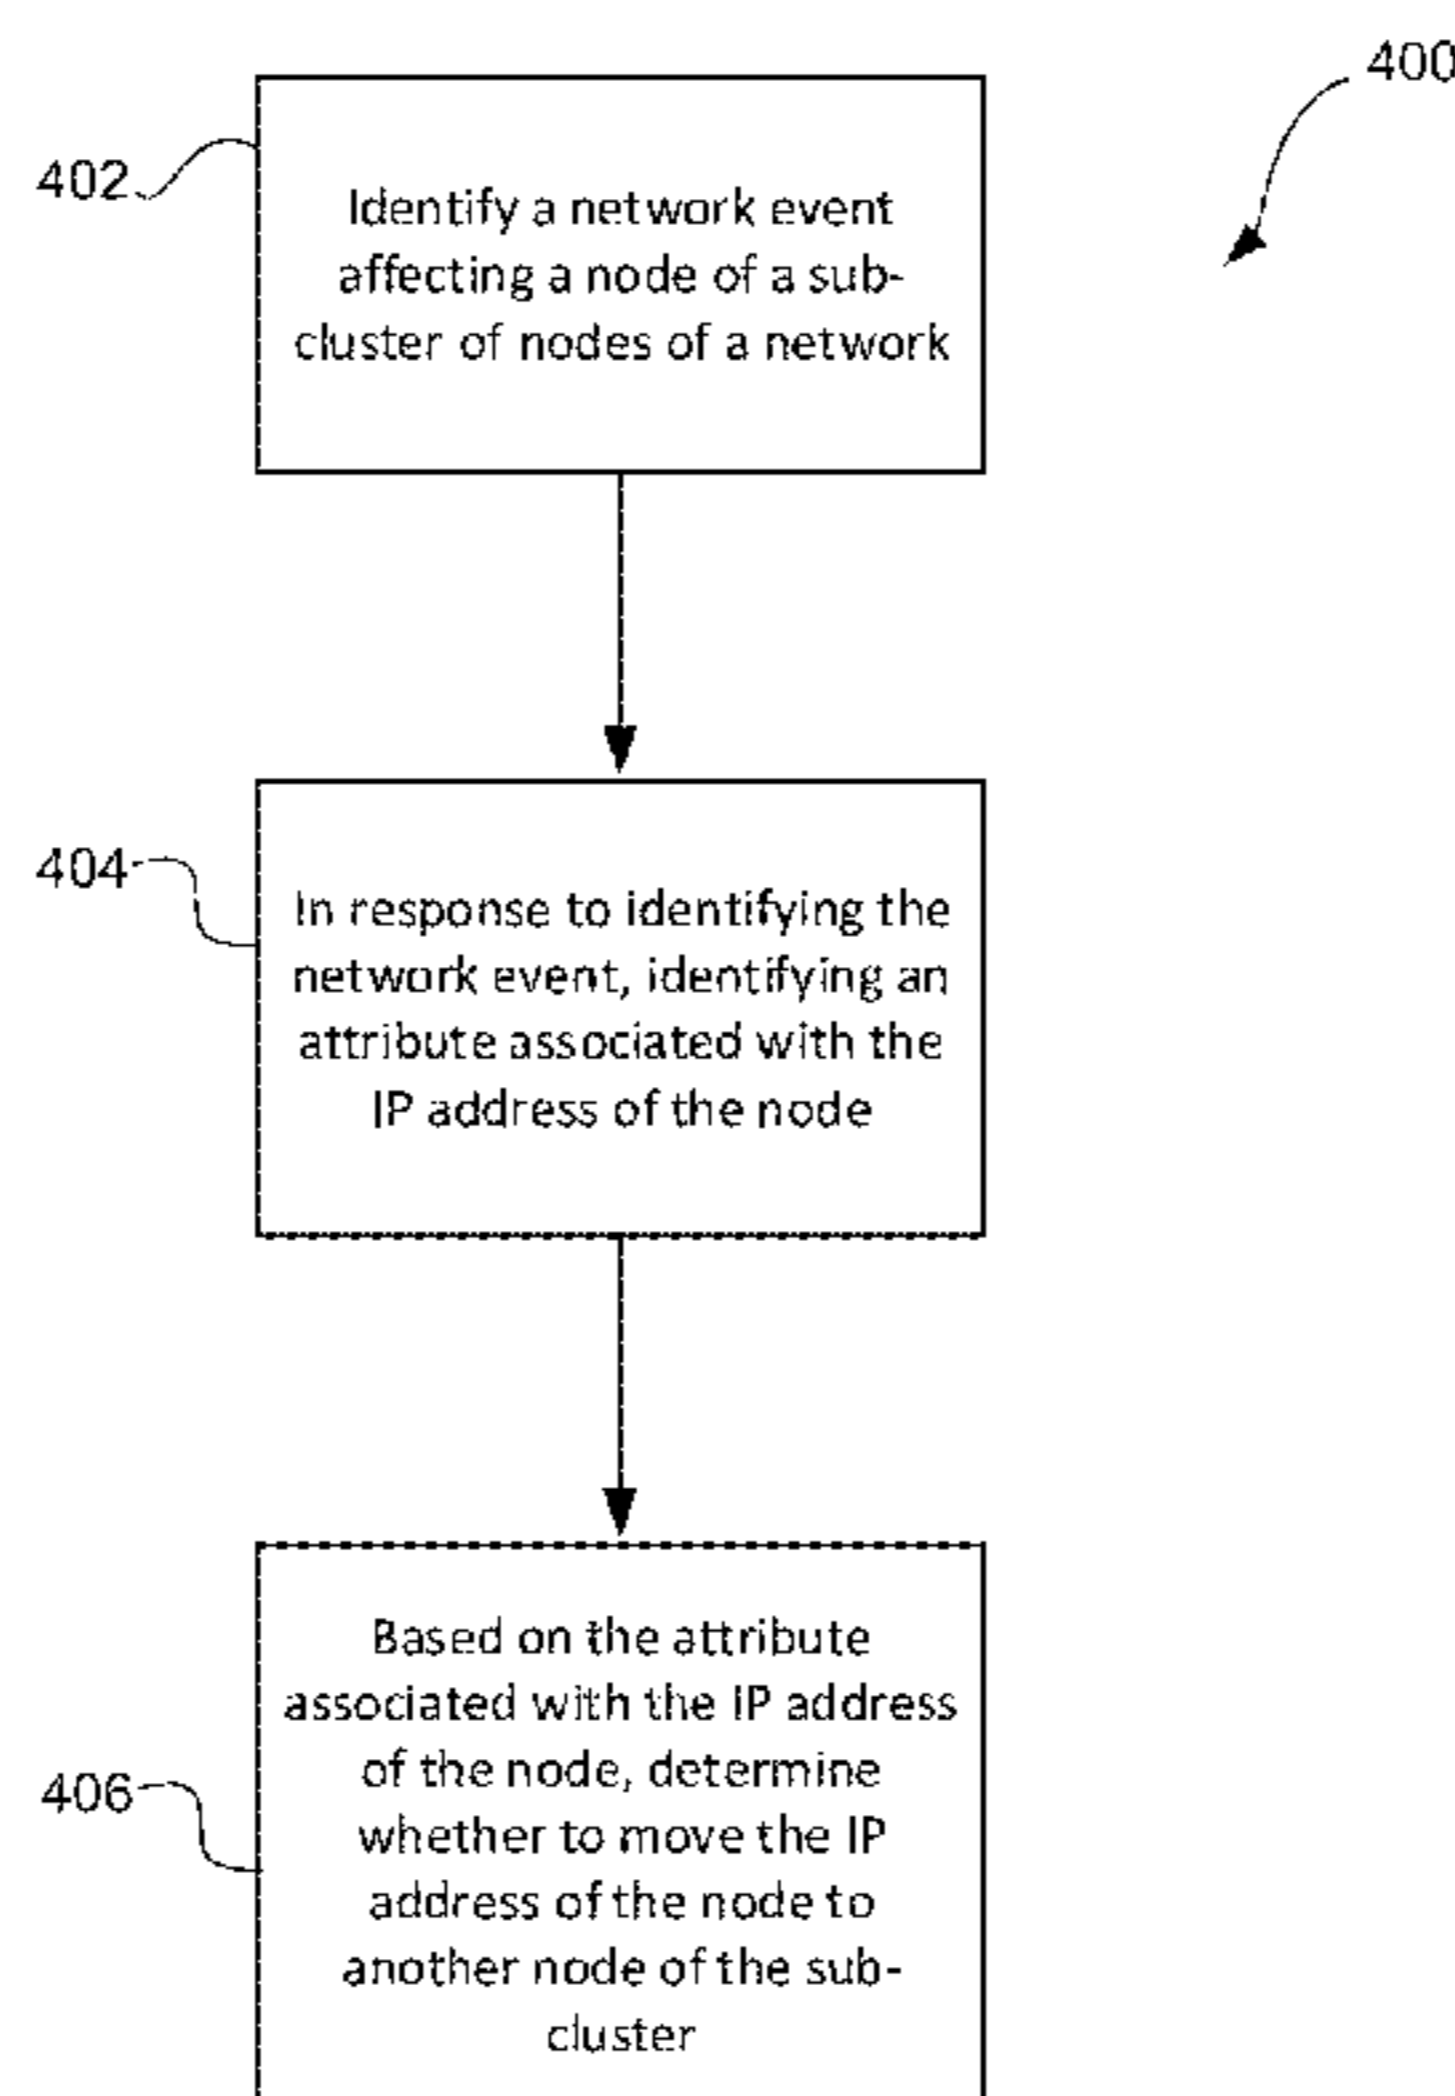 400
402
Identify a network event
affecting a node of a sub-
cluster of nodes of a network
404
In response to identifying the
network event, identifying an
attribute associated with the
IP address of the node
406
Based on the attribute
associated with the IP address
of the node, determine
whether to move the IP
address of the node to
another node of the sub-
cluster